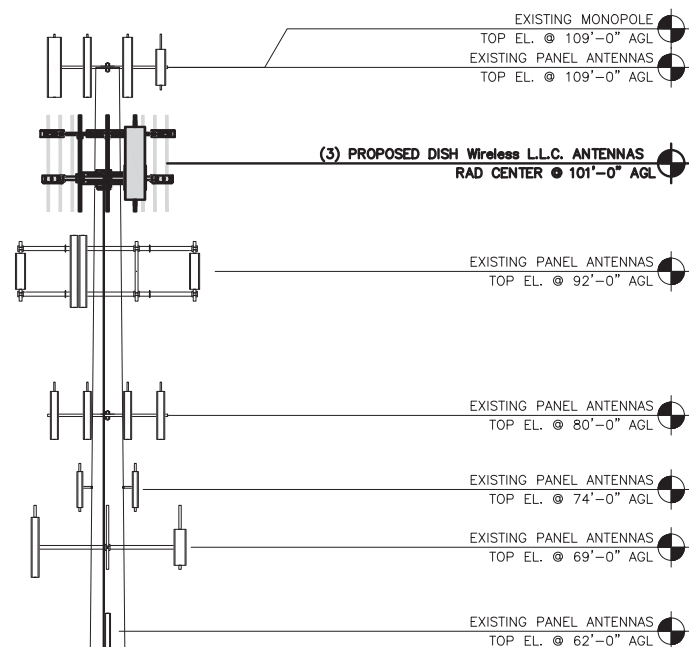 EXISTING MONOPOLE
TOP EL. @ 109'-0" AGL
EXISTING PANEL ANTENNAS
TOP EL. @ 109'-0" AGL
(3) PROPOSED DISH Wireless L.L.C. ANTENNAS
RAD CENTER @ 101'-0" AGL
EXISTING PANEL ANTENNAS
TOP EL. @ 92'-0" AGL
EXISTING PANEL ANTENNAS
TOP EL. @ 80'-0" AGL
EXISTING PANEL ANTENNAS
TOP EL. @ 74'-0" AGL
EXISTING PANEL ANTENNAS
TOP EL. @ 69'-0" AGL
EXISTING PANEL ANTENNAS
TOP EL. @ 62'-0" AGL